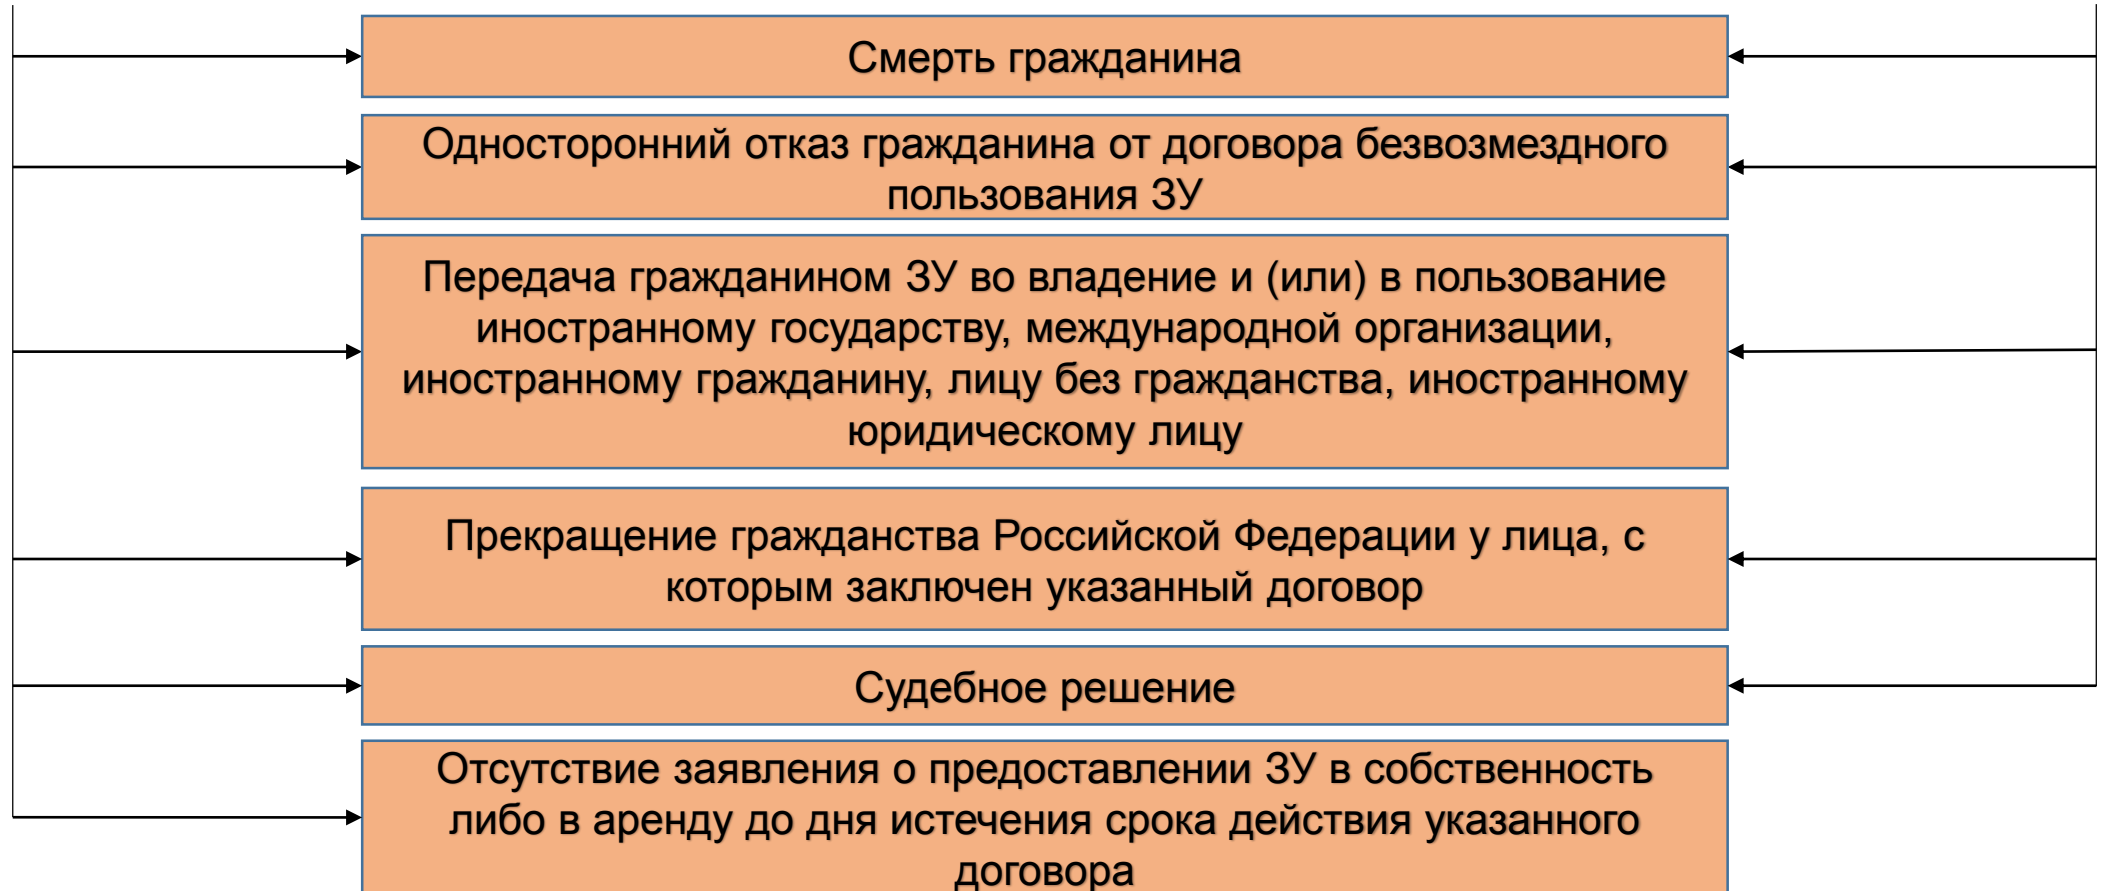 Смерть гражданина
Односторонний отказ гражданина от договора безвозмездного
пользования ЗУ
Передача гражданином ЗУ во владение и (или) в пользование
иностранному государству, международной организации,
иностранному гражданину, лицу без гражданства, иностранному
юридическому лицу
Прекращение гражданства Российской Федерации у лица, с
которым заключен указанный договор
Судебное решение
Отсутствие заявления о предоставлении ЗУ в собственность
либо в аренду до дня истечения срока действия указанного
договора